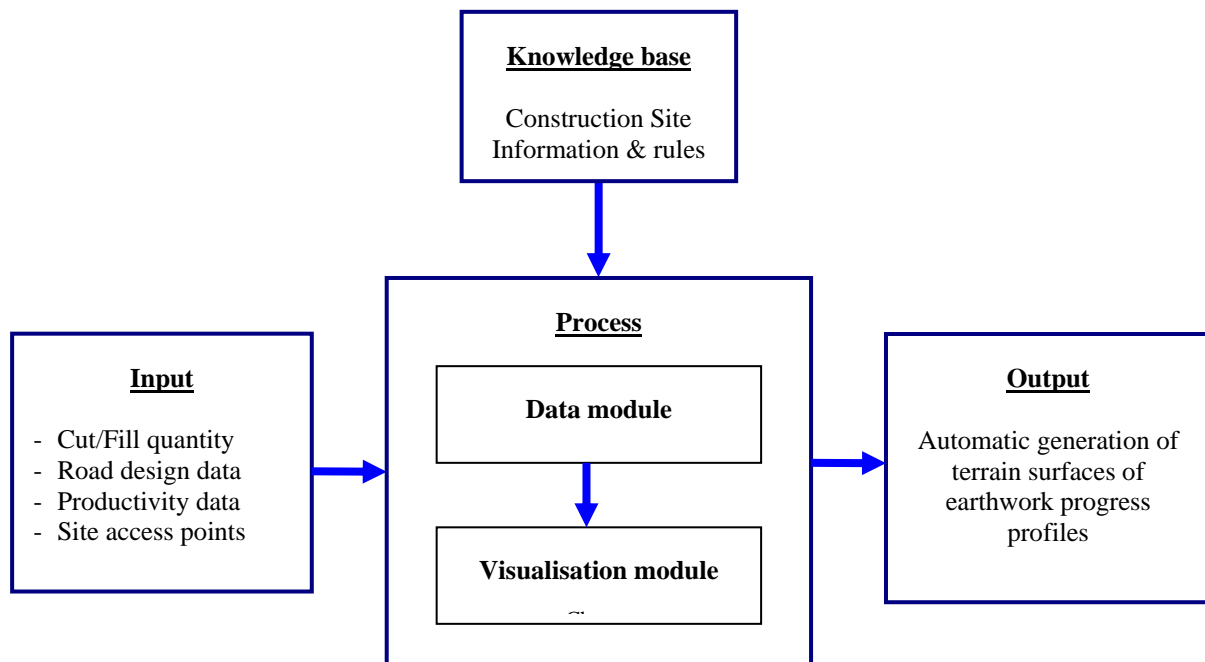 Knowledge base
Construction Site
Information & rules
Process
Data module
Visualisation module
Input
- Cut/Fill quantity
- Road design data
- Productivity data
- Site access points
Output
Automatic generation of
terrain surfaces of
earthwork progress
profiles